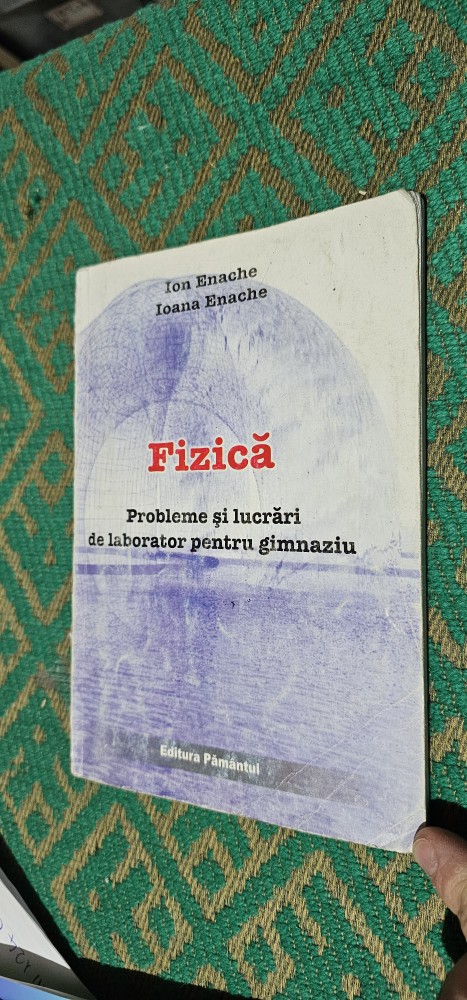 Ion Enache
Ioana Enache
Fizică
Probleme şi lucrări
de laborator pentru gimnaziu
Editura Pământul